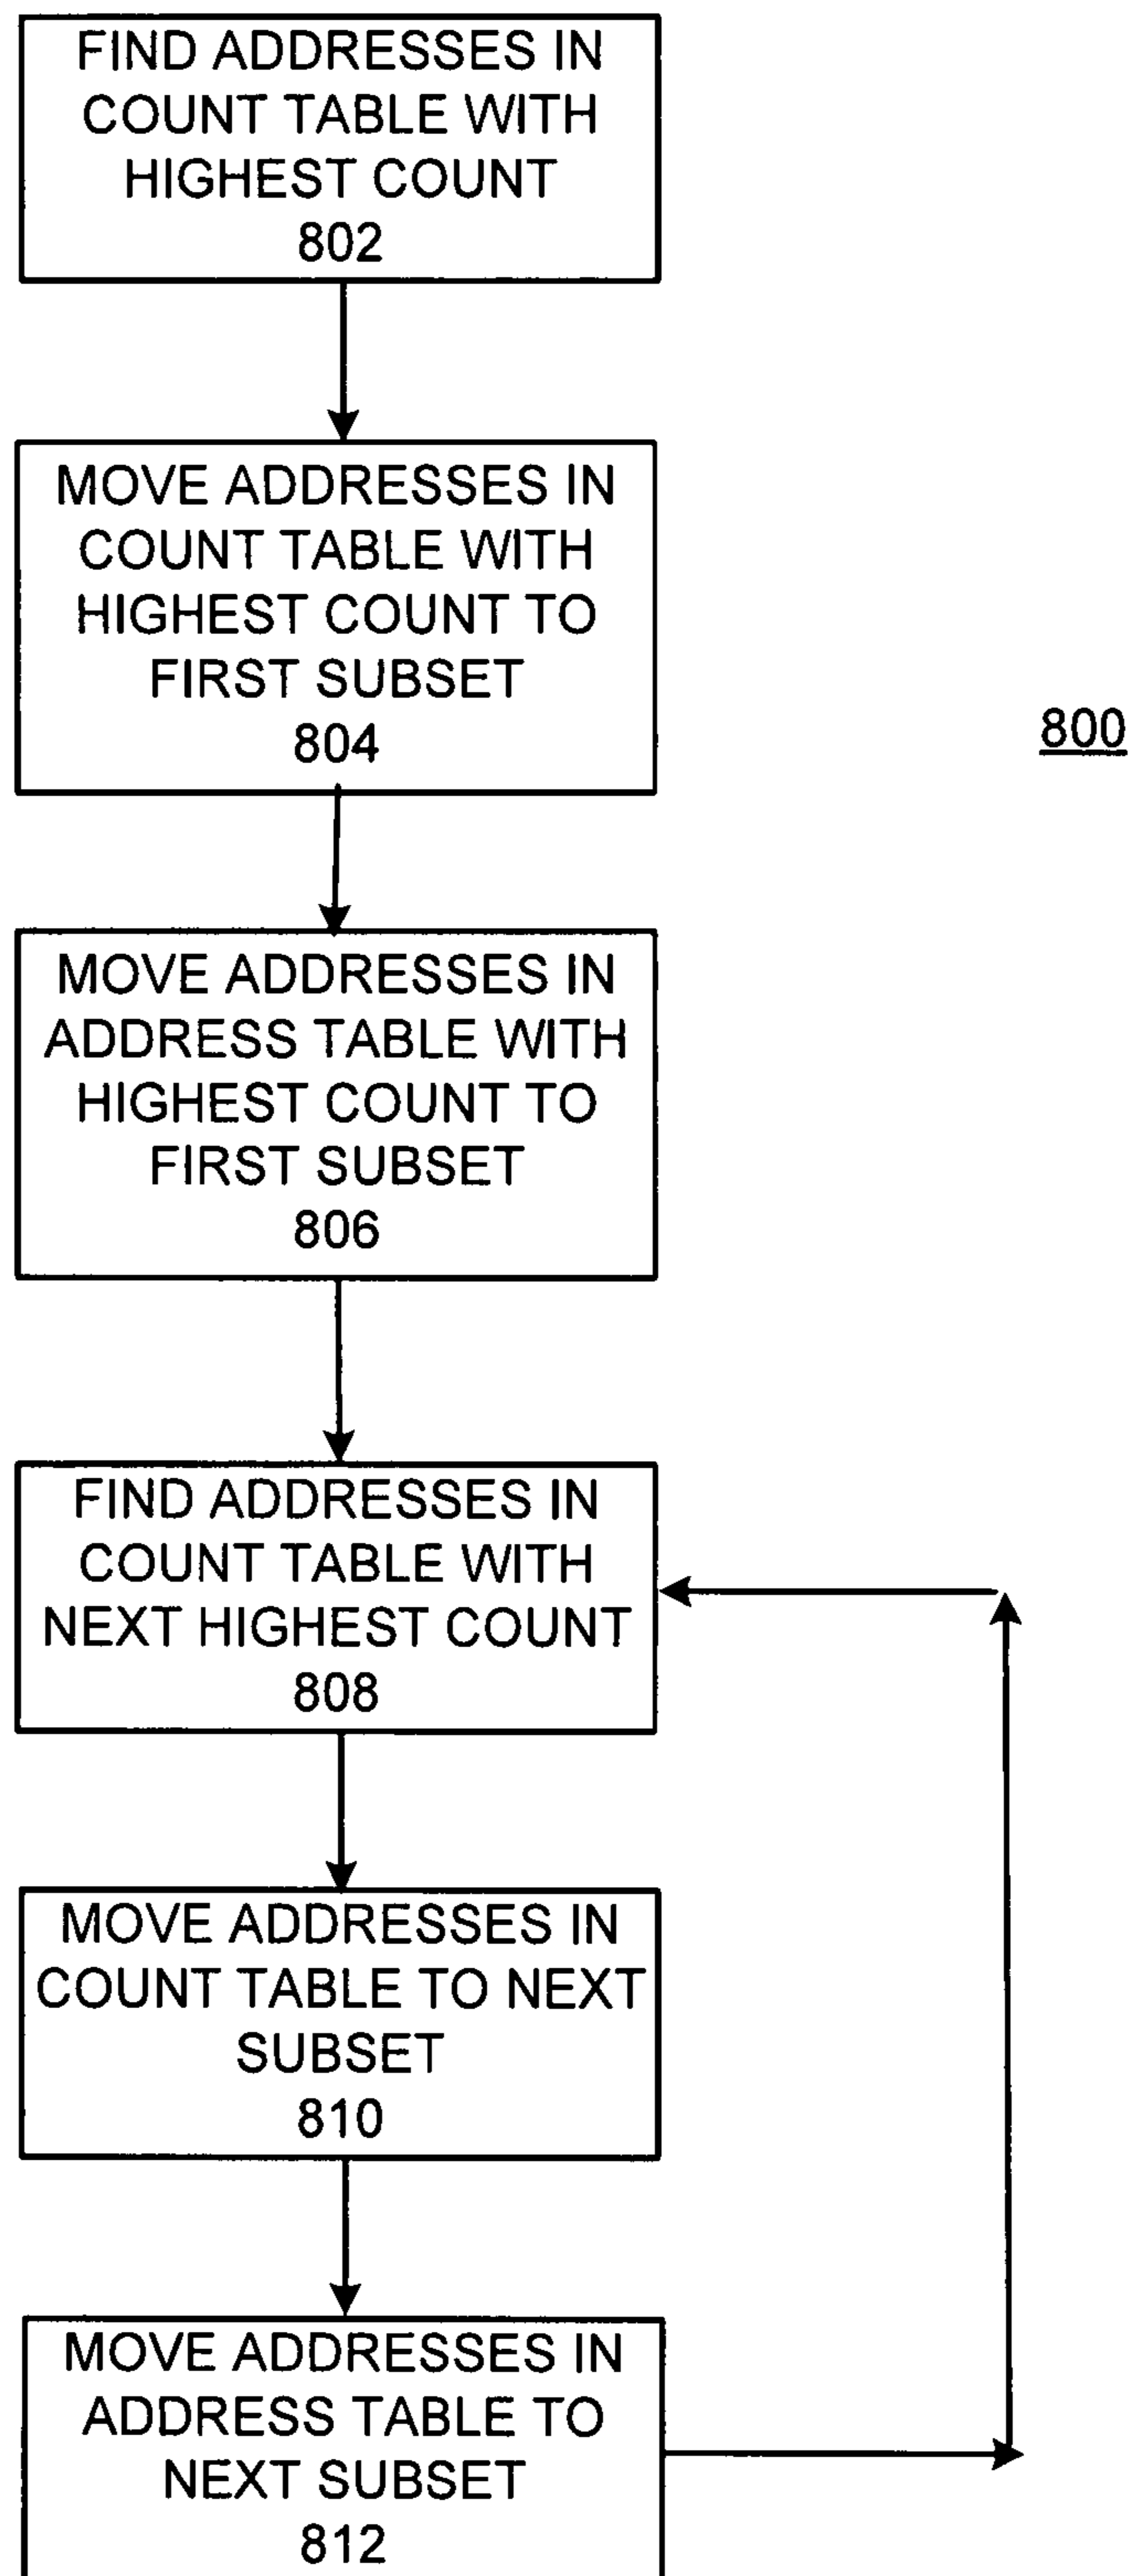 FIND ADDRESSES IN
COUNT TABLE WITH
HIGHEST COUNT
802
MOVE ADDRESSES IN
COUNT TABLE WITH
HIGHEST COUNT TO
FIRST SUBSET
804
800
MOVE ADDRESSES IN
ADDRESS TABLE WITH
HIGHEST COUNT TO
FIRST SUBSET
806
FIND ADDRESSES IN
COUNT TABLE WITH
NEXT HIGHEST COUNT
808
MOVE ADDRESSES IN
COUNT TABLE TO NEXT
SUBSET
810
MOVE ADDRESSES IN
ADDRESS TABLE TO
NEXT SUBSET
812